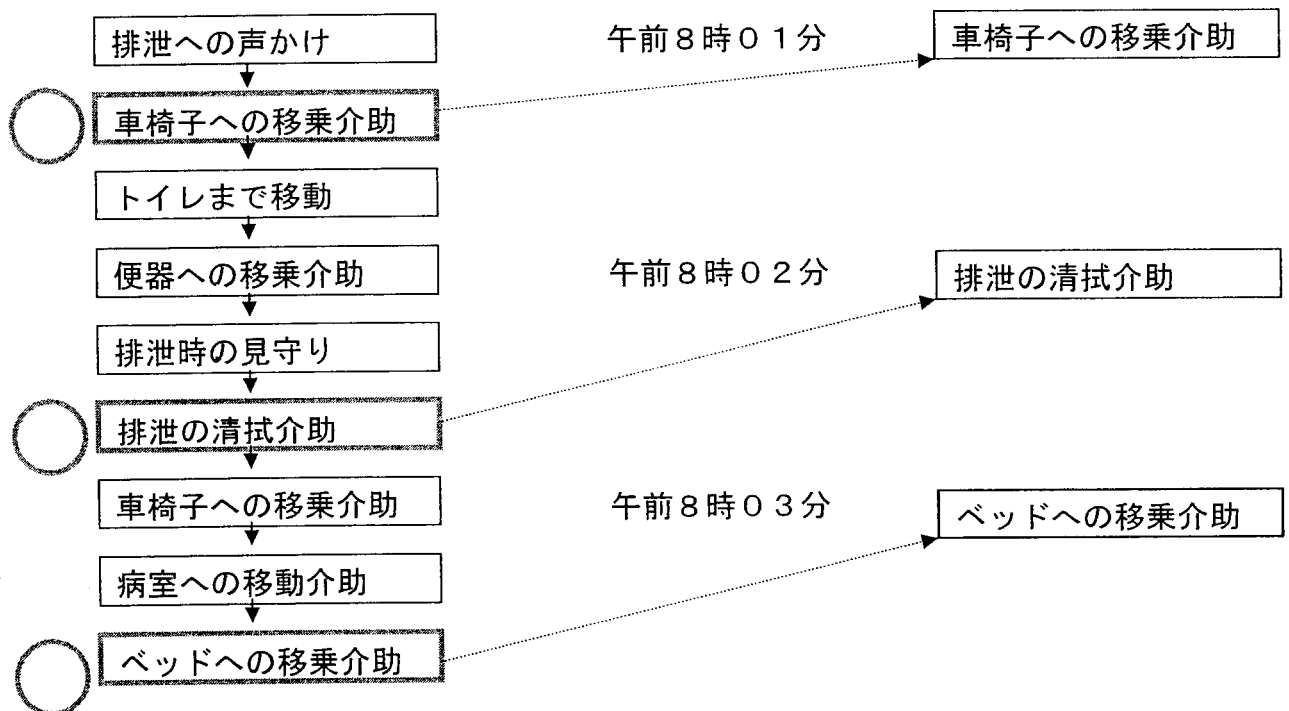 排泄への声かけ
車椅子への移乗介助
トイレまで移動
便器への移乗介助
排泄時の見守り
排泄の清拭介助
車椅子への移乗介助
病室への移動介助
ベッドへの移乗介助
午前8時01分
車椅子への移乗介助
午前8時02分
排泄の清拭介助
午前8時03分
ベッドへの移乗介助